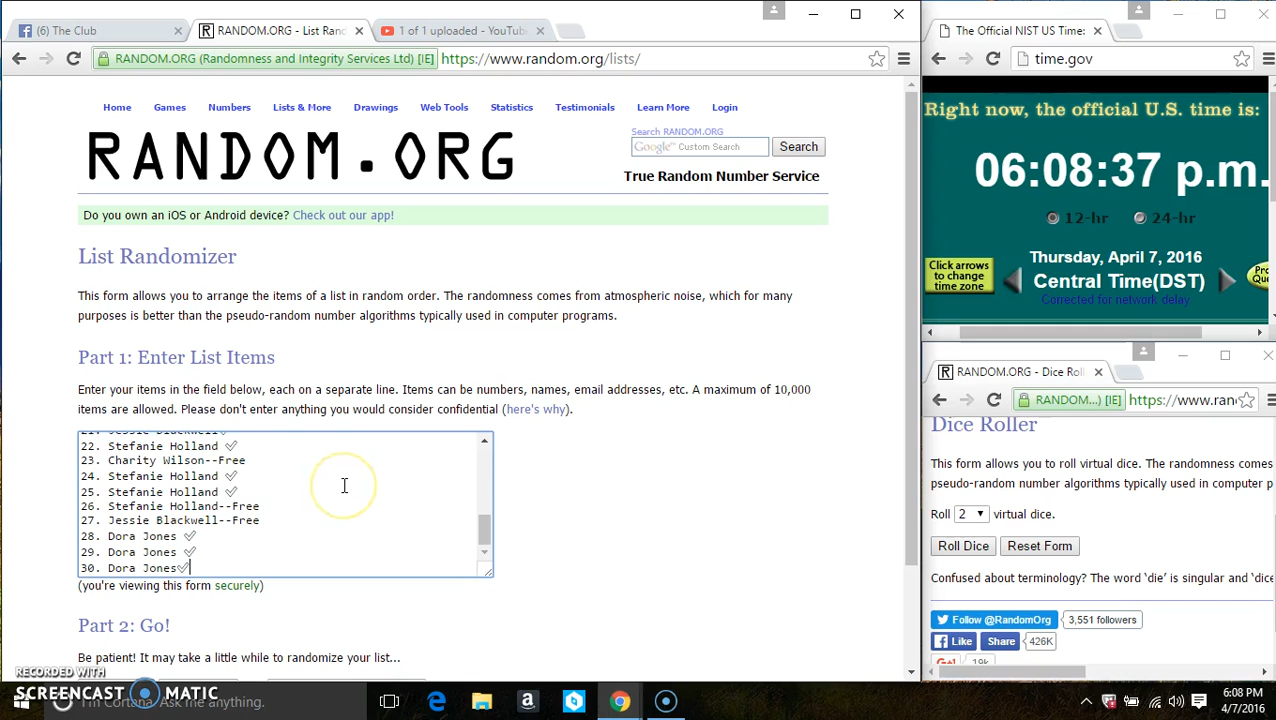 (6) The Club
RANDOM.ORG - List Rand
1 of 1 uploaded - YouTube
RANDOM.ORG (Randomness and Integrity Services Ltd) [IE]
https://www.random.org/lists/
Home Games Numbers Lists & More Drawings Web Tools Statistics Testimonials Learn More Login
RANDOM.ORG
Search RANDOM.ORG
Google™ Custom Search
Search
True Random Number Service
Do you own an iOS or Android device? Check out our app!
List Randomizer
This form allows you to arrange the items of a list in random order. The randomness comes from atmospheric noise, which for many
purposes is better than the pseudo-random number algorithms typically used in computer programs.
Part 1: Enter List Items
Enter your items in the field below, each on a separate line. Items can be numbers, names, email addresses, etc. A maximum of 10,000
items are allowed. Please don't enter anything you would consider confidential (here's why).
21. Jessie Blackwell✓
22. Stefanie Holland ✓
23. Charity Wilson--Free
24. Stefanie Holland ✓
25. Stefanie Holland ✓
26. Stefanie Holland--Free
27. Jessie Blackwell--Free
28. Dora Jones ✓
29. Dora Jones ✓
30. Dora Jones✓
(you're viewing this form securely)
Part 2: Go!
Be patient! It may take a little while to randomize your list...
RECORDED WITH
SCREENCAST MATIC
I'm Cortana. Ask me anything.
The Official NIST US Time:
time.gov
Right now, the official U.S. time is:
06:08:37 p.m.
12-hr 24-hr
Click arrows
to change
time zone
Thursday, April 7, 2016
Central Time(DST)
Corrected for network delay
RANDOM.ORG - Dice Roll
RANDOM...) [IE]
https://www.ran
Dice Roller
This form allows you to roll virtual dice. The randomness comes
pseudo-random number algorithms typically used in computer p
Roll 2 virtual dice.
Roll Dice
Reset Form
Confused about terminology? The word 'die' is singular and 'dice
Follow @RandomOrg
3,551 followers
Like
Share
426K
G+1
19k
6:08 PM
4/7/2016